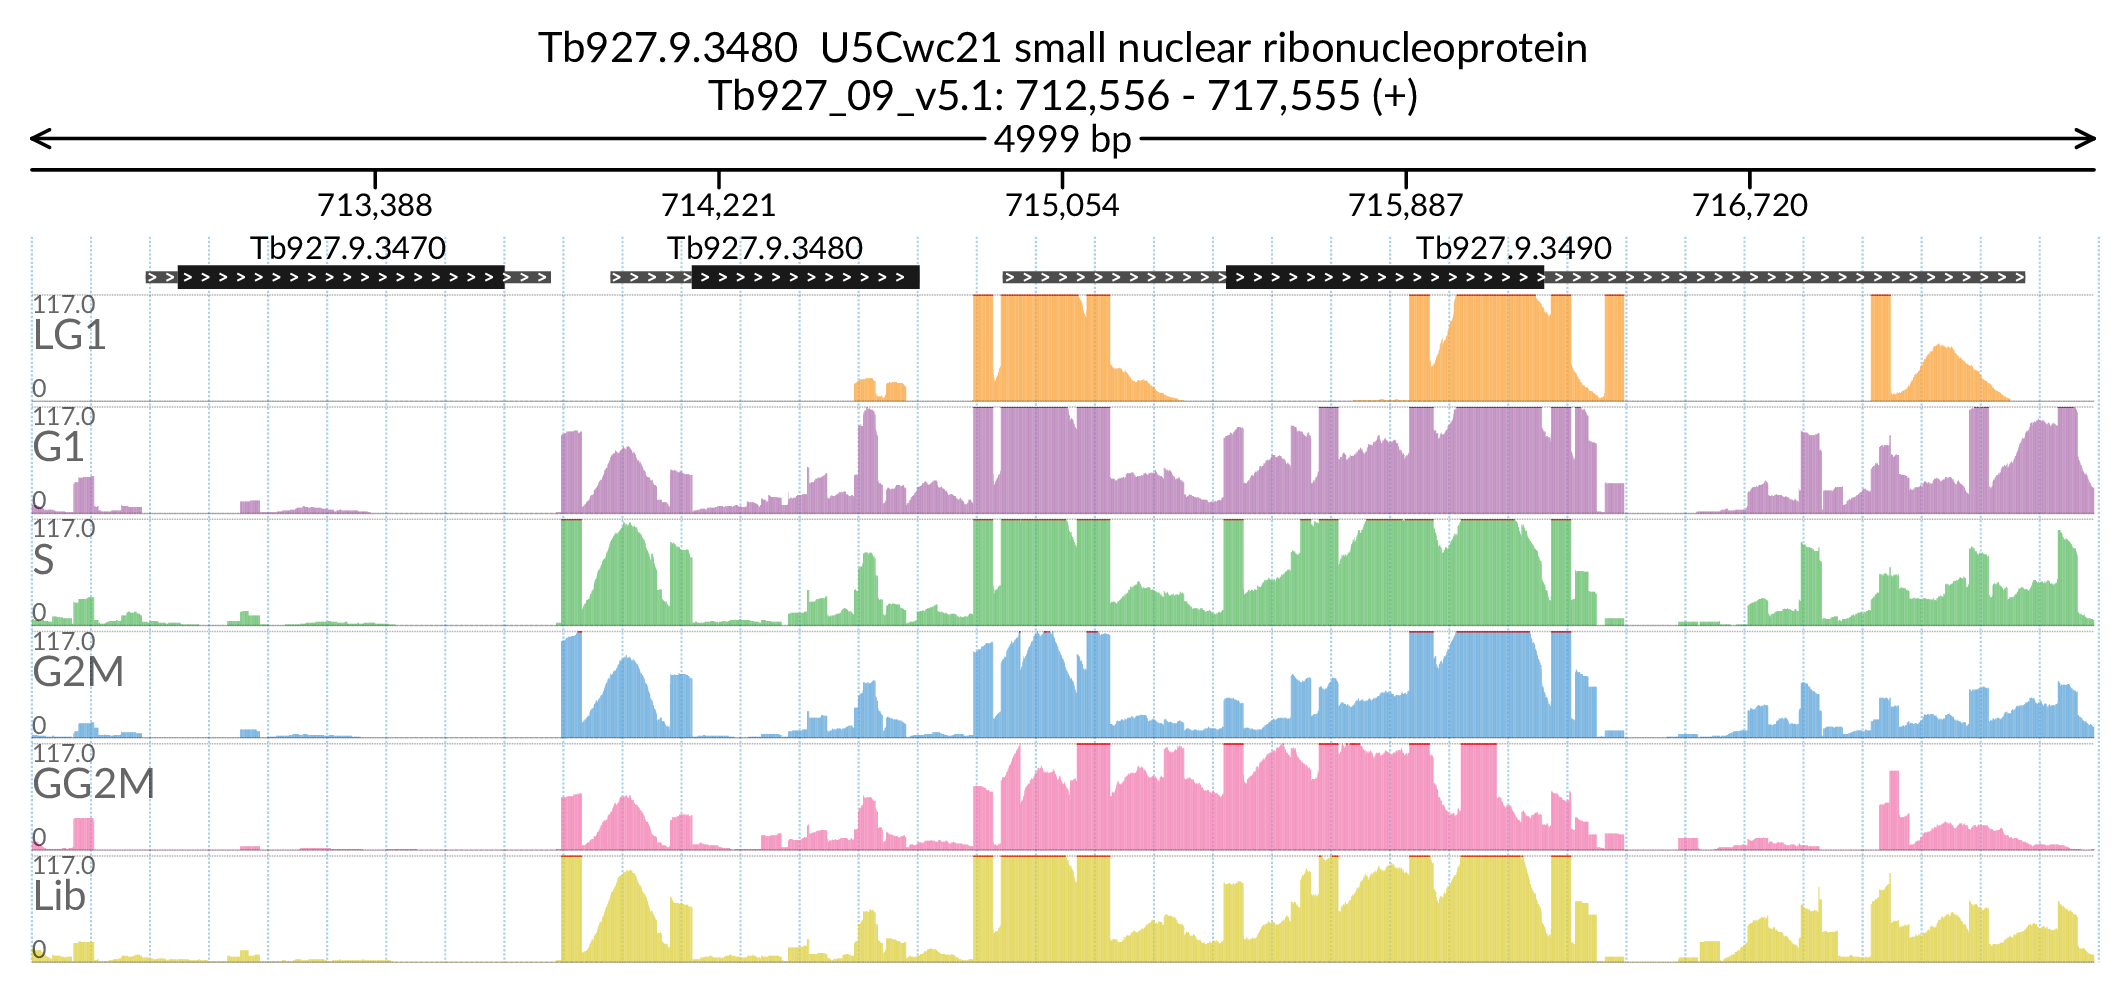 Tb927.9.3480  U5Cwc21 small nuclear ribonucleoprotein
Tb927_09_v5.1: 712,556 - 717,555 (+)
4999 bp
713,388 714,221 715,054 715,887 716,720
Tb927.9.3470 Tb927.9.3480 Tb927.9.3490
117.0
LG1
0
117.0
G1
0
117.0
S
0
117.0
G2M
0
117.0
GG2M
0
117.0
Lib
0